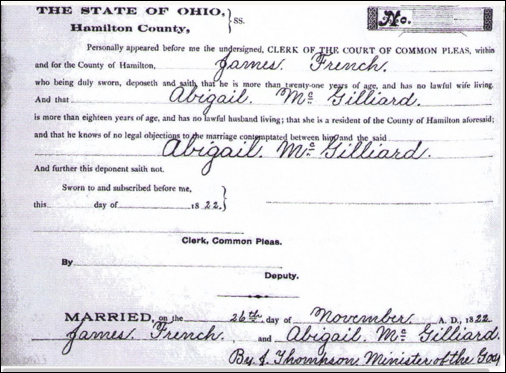 THE STATE OF OHIO, } SS. No.
Hamilton County,
Personally appeared before me the undersigned, CLERK OF THE COURT OF COMMON PLEAS, within
and for the County of Hamilton, James. French.
who being duly sworn, deposeth and saith that he is more than twenty-one years of age, and has no lawful wife living.
And that Abigail. Mc Gilliard.
is more than eighteen years of age, and has no lawful husband living; that she is a resident of the County of Hamilton aforesaid;
and that he knows of no legal objections to the marriage contemplated between him and the said
Abigail. Mc Gilliard.
And further this deponent saith not.
Sworn to and subscribed before me,
this day of 1822. }
Clerk, Common Pleas.
By
Deputy.
MARRIED, on the 26th day of November. A. D., 1822
James. French. and Abigail. Mc Gilliard.
By J. Thompson. Minister of the Gos